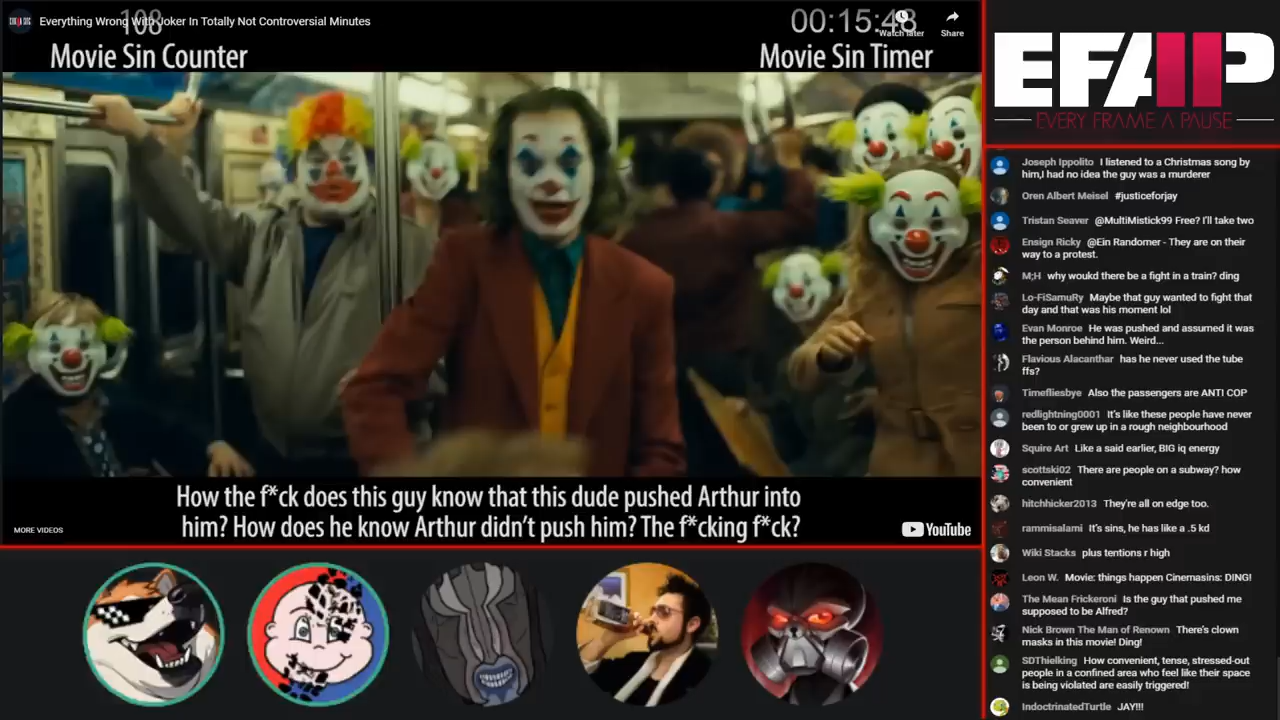 Everything Wrong With Joker In Totally Not Controversial Minutes
108
Movie Sin Counter
00:15:48
Watch later
Share
Movie Sin Timer
How the f*ck does this guy know that this dude pushed Arthur into
him? How does he know Arthur didn't push him? The f*cking f*ck?
MORE VIDEOS
YouTube
EFAP
EVERY FRAME A PAUSE
Joseph Ippolito I listened to a Christmas song by
him,I had no idea the guy was a murderer
Oren Albert Meisel #justiceforjay
Tristan Seaver @MultiMistick99 Free? I'll take two
Ensign Ricky @Ein Randomer - They are on their
way to a protest.
M;H why woukd there be a fight in a train? ding
Lo-FiSamuRy Maybe that guy wanted to fight that
day and that was his moment lol
Evan Monroe He was pushed and assumed it was
the person behind him. Weird...
Flavious Alacanthar has he never used the tube
ffs?
Timefliesbye Also the passengers are ANTI COP
redlightning0001 It's like these people have never
been to or grew up in a rough neighbourhood
Squire Art Like a said earlier, BIG iq energy
scottski02 There are people on a subway? how
convenient
hitchhicker2013 They're all on edge too.
rammisalami It's sins, he has like a .5 kd
Wiki Stacks plus tentions r high
Leon W. Movie: things happen Cinemasins: DING!
The Mean Frickeroni Is the guy that pushed me
supposed to be Alfred?
Nick Brown The Man of Renown There's clown
masks in this movie! Ding!
SDThielking How convenient, tense, stressed-out
people in a confined area who feel like their space
is being violated are easily triggered!
IndoctrinatedTurtle JAY!!!